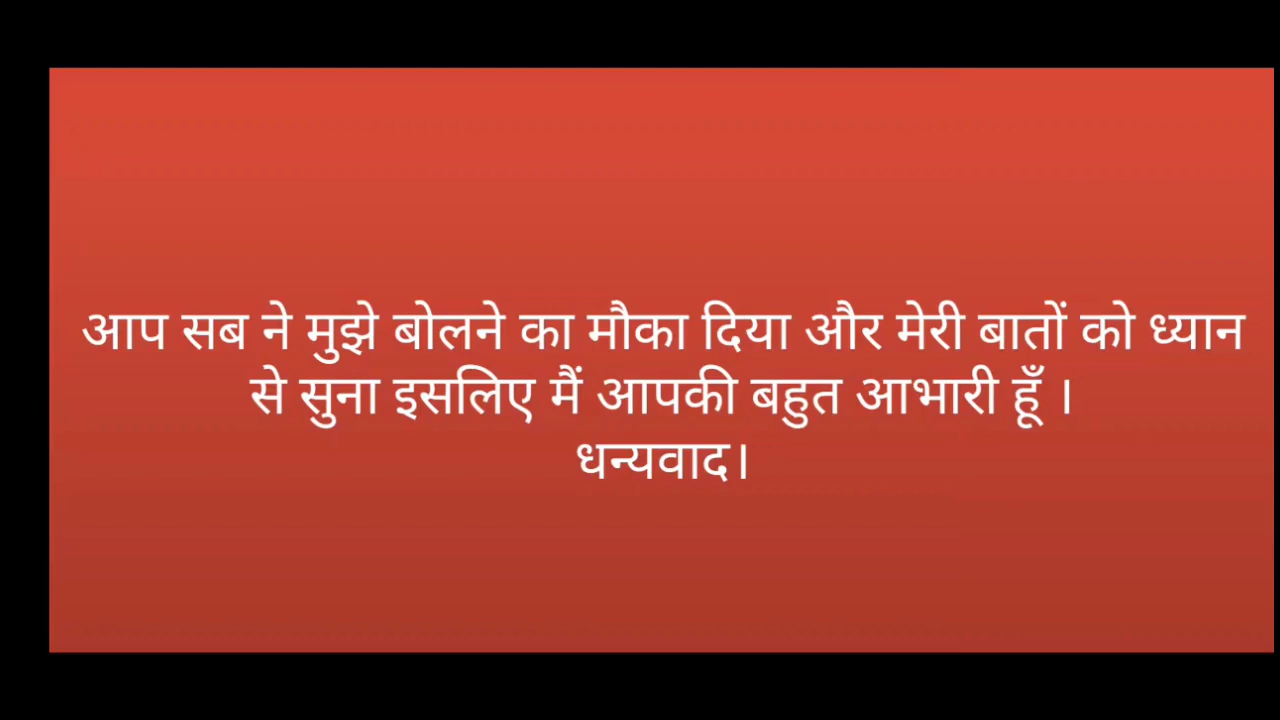 आप सब ने मुझे बोलने का मौका दिया और मेरी बातों को ध्यान
से सुना इसलिए मैं आपकी बहुत आभारी हूँ ।
धन्यवाद।